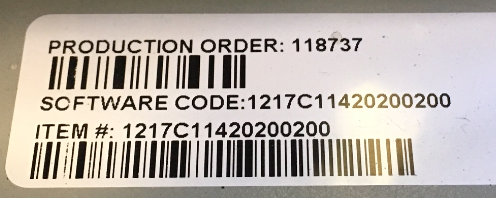 PRODUCTION ORDER: 118737
SOFTWARE CODE:1217C11420200200
ITEM #: 1217C11420200200